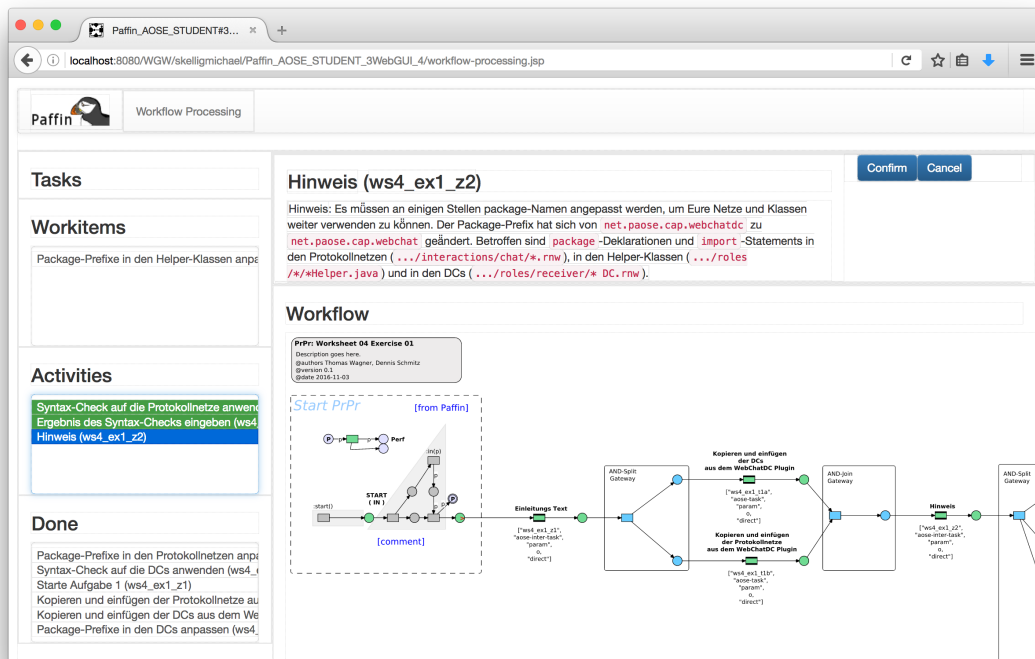 Paffin_AOSE_STUDENT#3...
localhost:8080/WGW/skelligmichael/Paffin_AOSE_STUDENT_3WebGUI_4/workflow-processing.jsp
Paffin
Workflow Processing
Tasks
Workitems
Package-Prefixe in den Helper-Klassen anpa
Activities
Syntax-Check auf die Protokollnetze anwend
Ergebnis des Syntax-Checks eingeben (ws4_
Hinweis (ws4_ex1_z2)
Done
Package-Prefixe in den Protokollnetzen anpa
Syntax-Check auf die DCs anwenden (ws4_e
Starte Aufgabe 1 (ws4_ex1_z1)
Kopieren und einfügen der Protokollnetze au
Kopieren und einfügen der DCs aus dem We
Package-Prefixe in den DCs anpassen (ws4_
Hinweis (ws4_ex1_z2)
Hinweis: Es müssen an einigen Stellen package-Namen angepasst werden, um Eure Netze und Klassen
weiter verwenden zu können. Der Package-Prefix hat sich von net.paose.cap.webchatdc zu
net.paose.cap.webchat geändert. Betroffen sind package -Deklarationen und import -Statements in
den Protokollnetzen ( .../interactions/chat/*.rnw ), in den Helper-Klassen ( .../roles
/*/*Helper.java ) und in den DCs ( .../roles/receiver/* DC.rnw ).
Confirm
Cancel
Workflow
PrPr: Worksheet 04 Exercise 01
Description goes here.
@authors Thomas Wagner, Dennis Schmitz
@version 0.1
@date 2016-11-03
Start PrPr
[from Paffin]
P
p
p
Perf
:in(p)
p
p
p
P
START
( IN )
:start()
[comment]
Einleitungs Text
["ws4_ex1_z1",
"aose-inter-task",
"param",
o,
"direct"]
AND-Split
Gateway
Kopieren und einfügen
der DCs
aus dem WebChatDC Plugin
["ws4_ex1_t1a",
"aose-task",
"param",
o,
"direct"]
Kopieren und einfügen
der Protokollnetze
aus dem WebChatDC Plugin
["ws4_ex1_t1b",
"aose-task",
"param",
o,
"direct"]
AND-Join
Gateway
Hinweis
["ws4_ex1_z2",
"aose-inter-task",
"param",
o,
"direct"]
AND-Split
Gateway